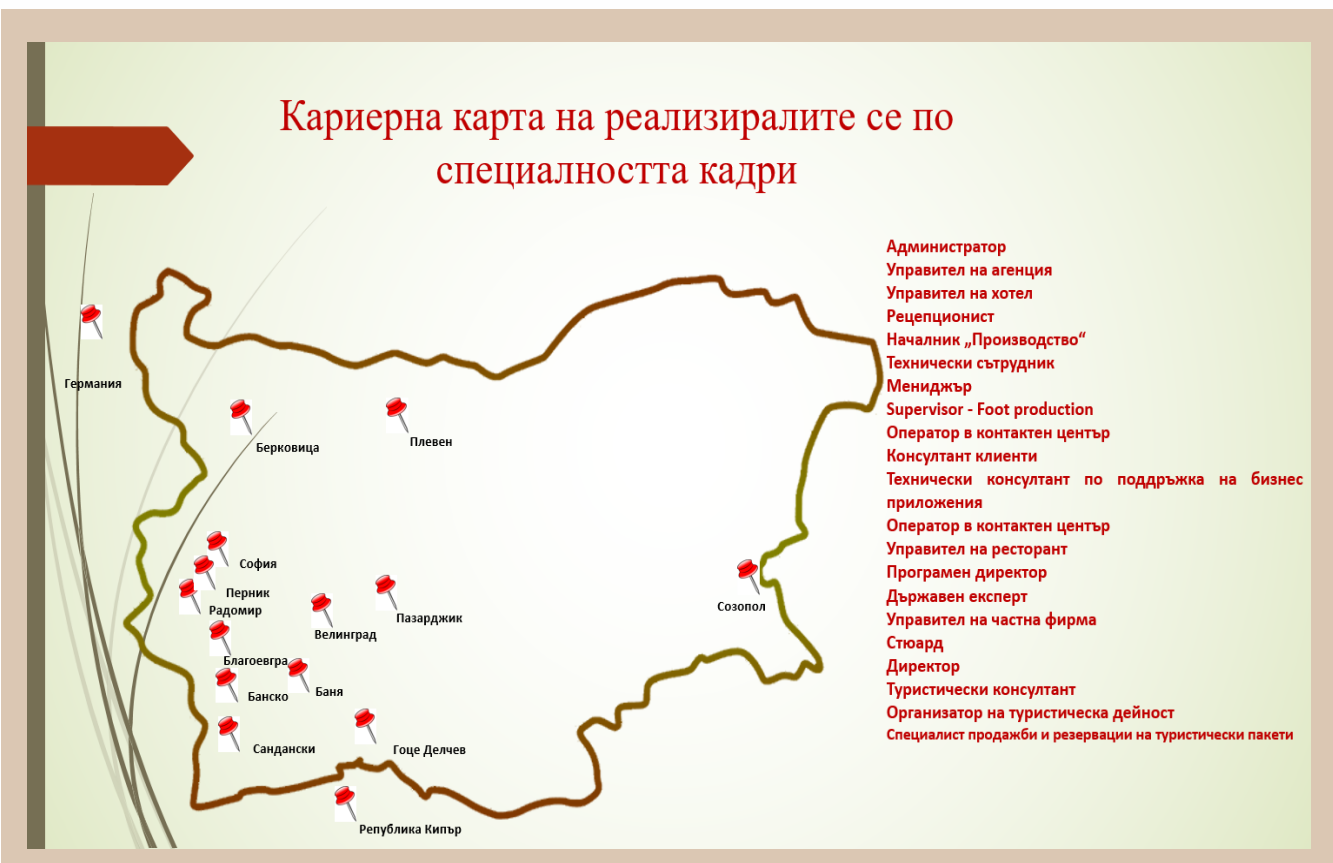 Кариерна карта на реализиралите се по
специалността кадри
Германия
Берковица
Плевен
София
Перник
Радомир
Велинград
Пазарджик
Созопол
Благоевгра
Банско
Баня
Сандански
Гоце Делчев
Република Кипър
Администратор
Управител на агенция
Управител на хотел
Рецепционист
Началник „Производство“
Технически сътрудник
Мениджър
Supervisor - Foot production
Оператор в контактен център
Консултант клиенти
Технически консултант по поддръжка на бизнес
приложения
Оператор в контактен център
Управител на ресторант
Програмен директор
Държавен експерт
Управител на частна фирма
Стюард
Директор
Туристически консултант
Организатор на туристическа дейност
Специалист продажби и резервации на туристически пакети